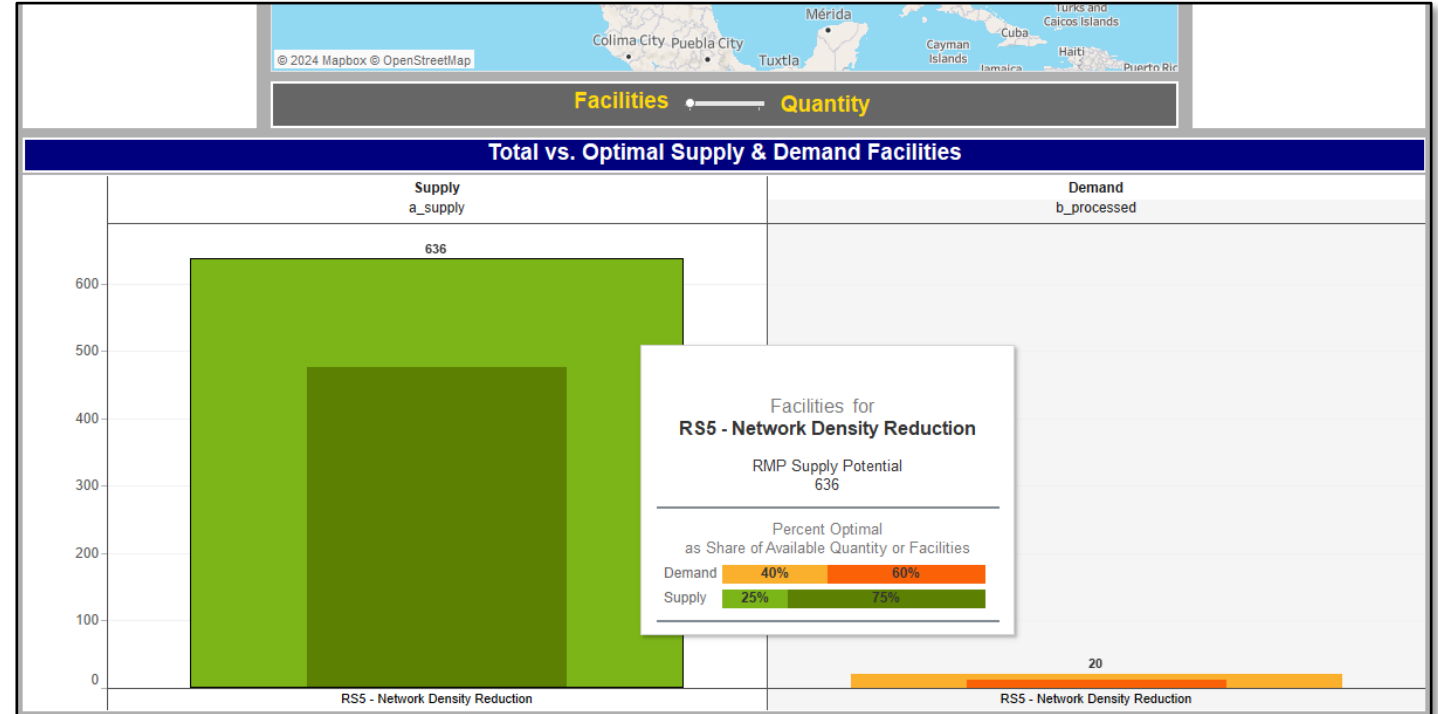 Mérida
Turks and
Caicos Islands
Cuba
Colima City
Puebla City
Cayman
Islands
Haiti
Tuxtla
Jamaica
Puerto Ric
© 2024 Mapbox © OpenStreetMap
Facilities Quantity
Total vs. Optimal Supply & Demand Facilities
Supply
a_supply
Demand
b_processed
636
600
500
400
300
200
100
0
Facilities for
RS5 - Network Density Reduction
RMP Supply Potential
636
Percent Optimal
as Share of Available Quantity or Facilities
Demand 40% 60%
Supply 25% 75%
20
RS5 - Network Density Reduction
RS5 - Network Density Reduction